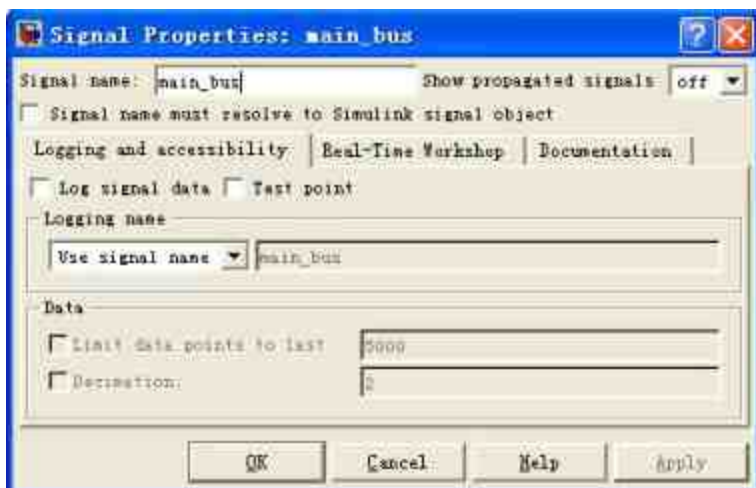 Signal Properties: main_bus
Signal name: main_bus Show propagated signals off
Signal name must resolve to Simulink signal object
Logging and accessibility Real-Time Workshop Documentation
Log signal data Test point
Logging name
Use signal name main_bus
Data
Limit data points to last 5000
Decimation: 2
OK Cancel Help Apply